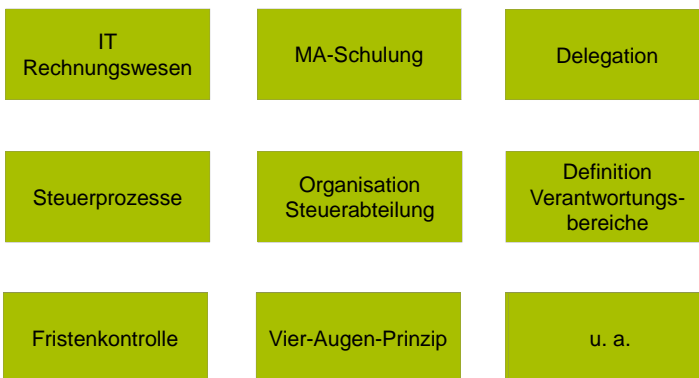 IT
Rechnungswesen
MA-Schulung
Delegation
Steuerprozesse
Organisation
Steuerabteilung
Definition
Verantwortungs-
bereiche
Fristenkontrolle
Vier-Augen-Prinzip
u. a.